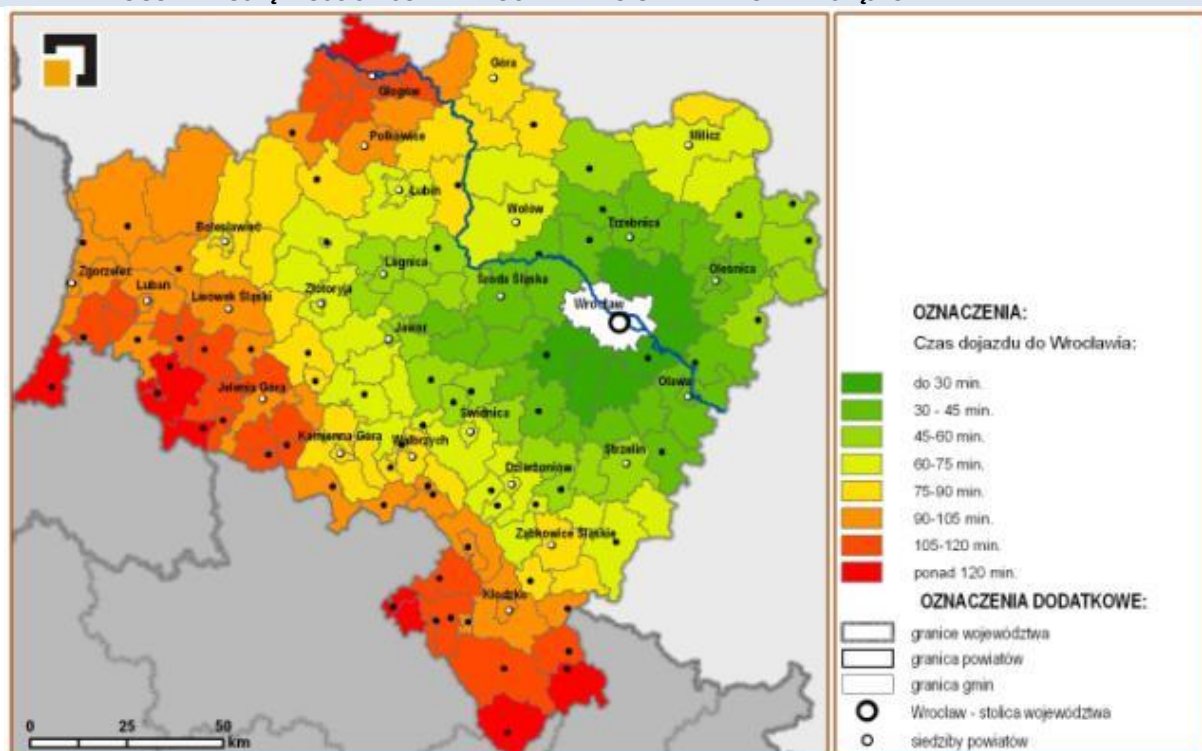 Góra
Głogów
Polkowice
Milicz
Lubin
Wołów
Trzebnica
Bolesławiec
Legnica
Oleśnica
Zgorzelec
Lubań
Lwówek Śląski
Złotoryja
Środa Śląska
Wrocław
Jawor
Oława
Jelenia Góra
Świdnica
Kamienna Góra
Wałbrzych
Strzelin
Dzierżoniów
Ząbkowice Śląskie
Kłodzko
0 25 50
km
OZNACZENIA:
Czas dojazdu do Wrocławia:
do 30 min.
30 - 45 min.
45-60 min.
60-75 min.
75-90 min.
90-105 min.
105-120 min.
ponad 120 min.
OZNACZENIA DODATKOWE:
granice województwa
granica powiatów
granica gmin
Wrocław - stolica województwa
siedziby powiatów